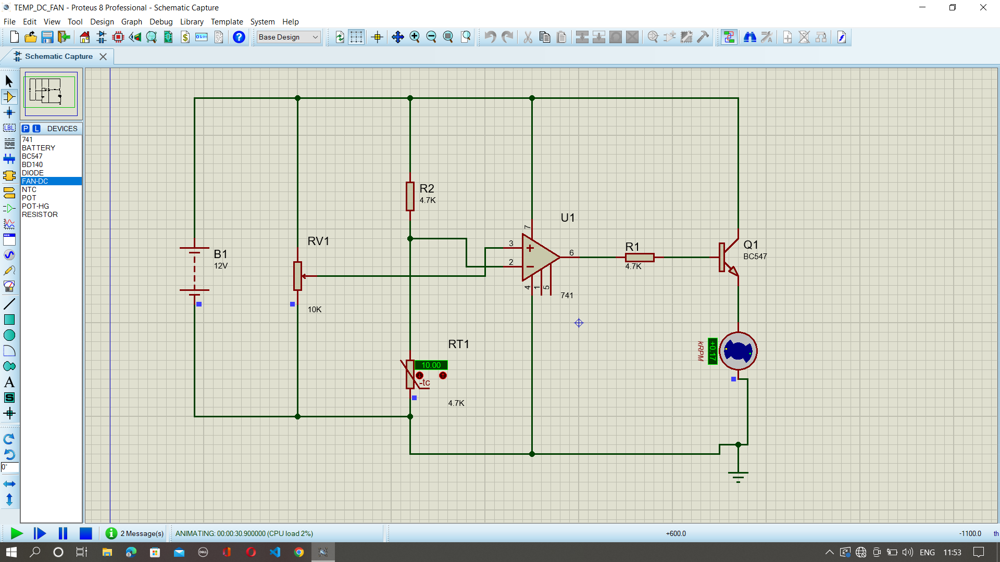 TEMP_DC_FAN - Proteus 8 Professional - Schematic Capture
File Edit View Tool Design Graph Debug Library Template System Help
Base Design
Schematic Capture
P L DEVICES
741
BATTERY
BC547
BD140
DIODE
FAN-DC
NTC
POT
POT-HG
RESISTOR
LBL
A
S
0°
B1
12V
RV1
10K
R2
4.7K
RT1
10.00
-tc
4.7K
U1
7
3
2
6
4
1
5
741
R1
4.7K
Q1
BC547
kRPM
+0.17
2 Message(s)
ANIMATING: 00:00:30.900000 (CPU load 2%)
+600.0
-1100.0
th
DELL
ENG
11:53